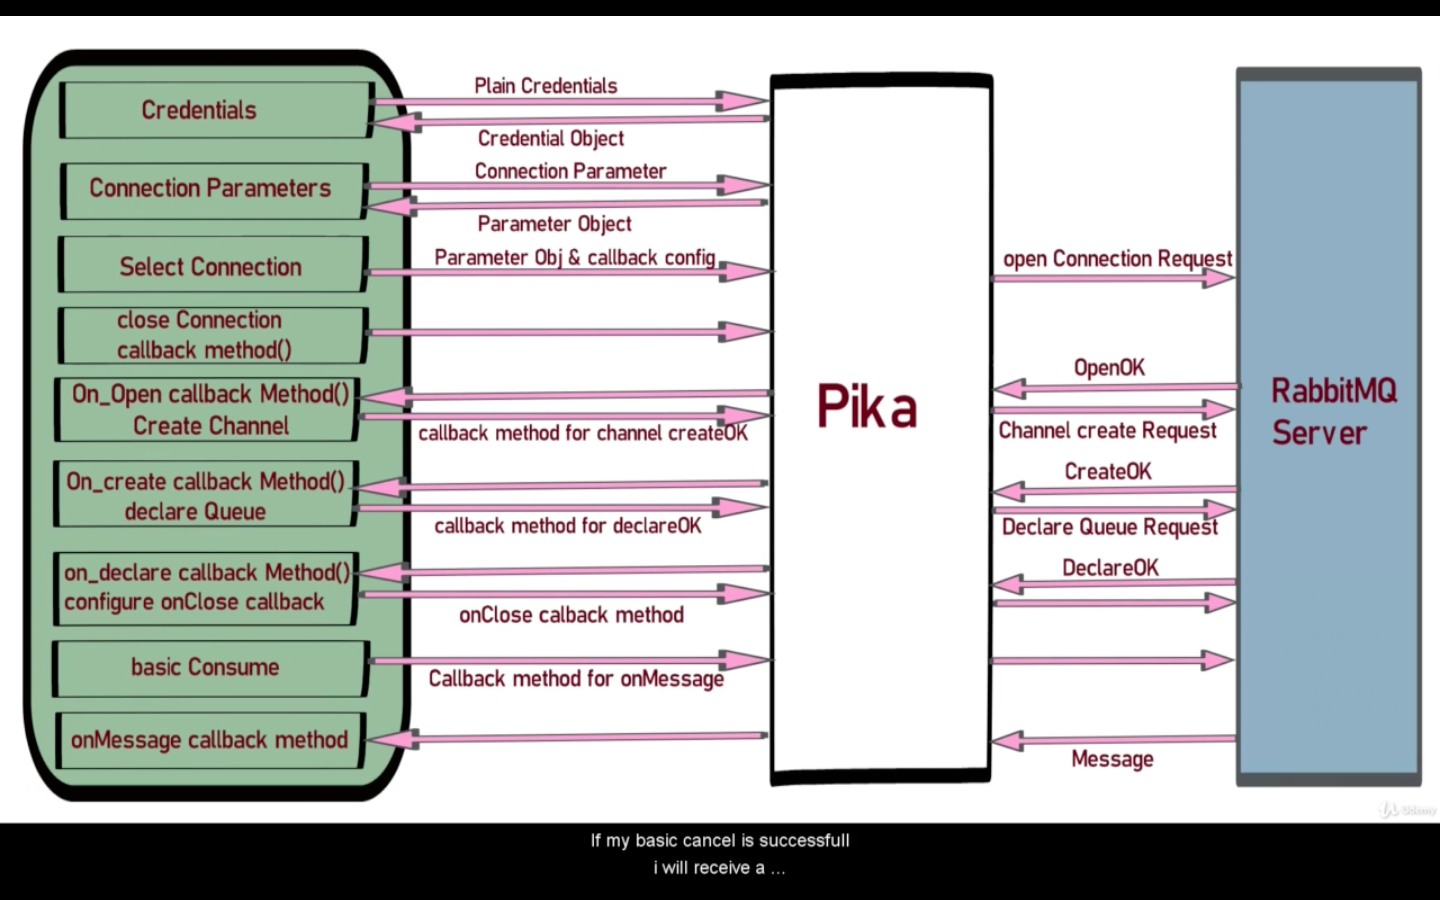 Plain Credentials
Credentials
Credential Object
Connection Parameter
Connection Parameters
Parameter Object
Parameter Obj & callback config
open Connection Request
Select Connection
close Connection
callback method()
OpenOK
On_Open callback Method()
Create Channel
callback method for channel createOK
Channel create Request
Pika
RabbitMQ
Server
CreateOK
On_create callback Method()
declare Queue
callback method for declareOK
Declare Queue Request
DeclareOK
on_declare callback Method()
configure onClose callback
onClose calback method
basic Consume
Callback method for onMessage
onMessage callback method
Message
Udemy
If my basic cancel is successfull
i will receive a ...